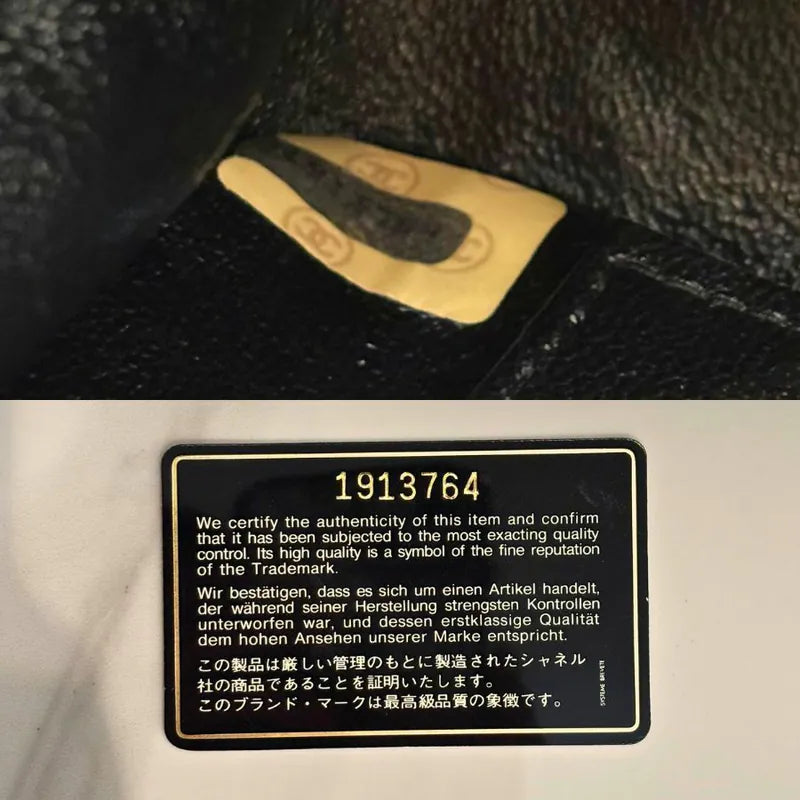 1913764
We certify the authenticity of this item and confirm
that it has been subjected to the most exacting quality
control. Its high quality is a symbol of the fine reputation
of the Trademark.
Wir bestätigen, dass es sich um einen Artikel handelt,
der während seiner Herstellung strengsten Kontrollen
unterworfen war, und dessen erstklassige Qualität
dem hohen Ansehen unserer Marke entspricht.
この製品は厳しい管理のもとに製造されたシャネル
社の商品であることを証明いたします。
このブランド・マークは最高級品質の象徴です。
SYSTEME BREVETE